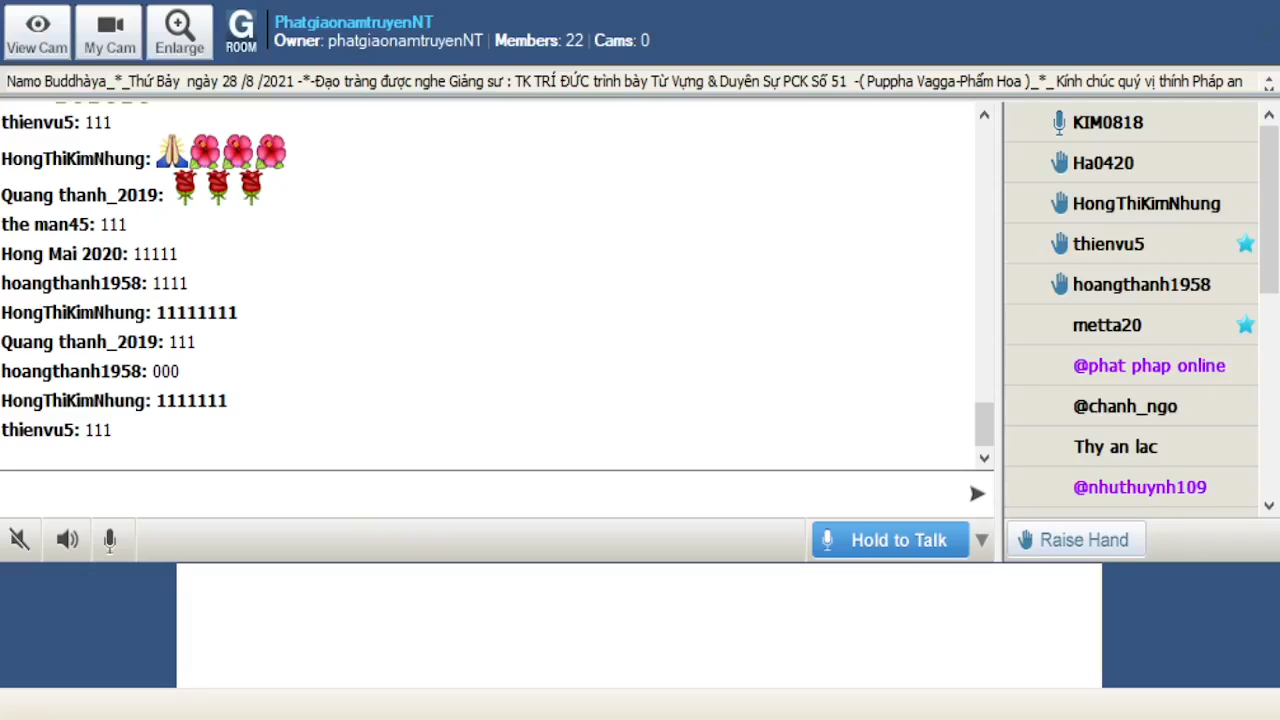 View Cam
My Cam
Enlarge
G
ROOM
PhatgiaonamtruyenNT
Owner: phatgiaonamtruyenNT | Members: 22 | Cams: 0
Namo Buddhàya_*_Thứ Bảy ngày 28 /8 /2021 -*-Đạo tràng được nghe Giảng sư : TK TRÍ ĐỨC trình bày Từ Vựng & Duyên Sự PCK Số 51 -( Puppha Vagga-Phẩm Hoa )_*_ Kính chúc quý vị thính Pháp an
thienvu5: 111
HongThiKimNhung:
Quang thanh_2019:
the man45: 111
Hong Mai 2020: 11111
hoangthanh1958: 1111
HongThiKimNhung: 11111111
Quang thanh_2019: 111
hoangthanh1958: 000
HongThiKimNhung: 1111111
thienvu5: 111
KIM0818
Ha0420
HongThiKimNhung
thienvu5
hoangthanh1958
metta20
@phat phap online
@chanh_ngo
Thy an lac
@nhuthuynh109
Hold to Talk
Raise Hand